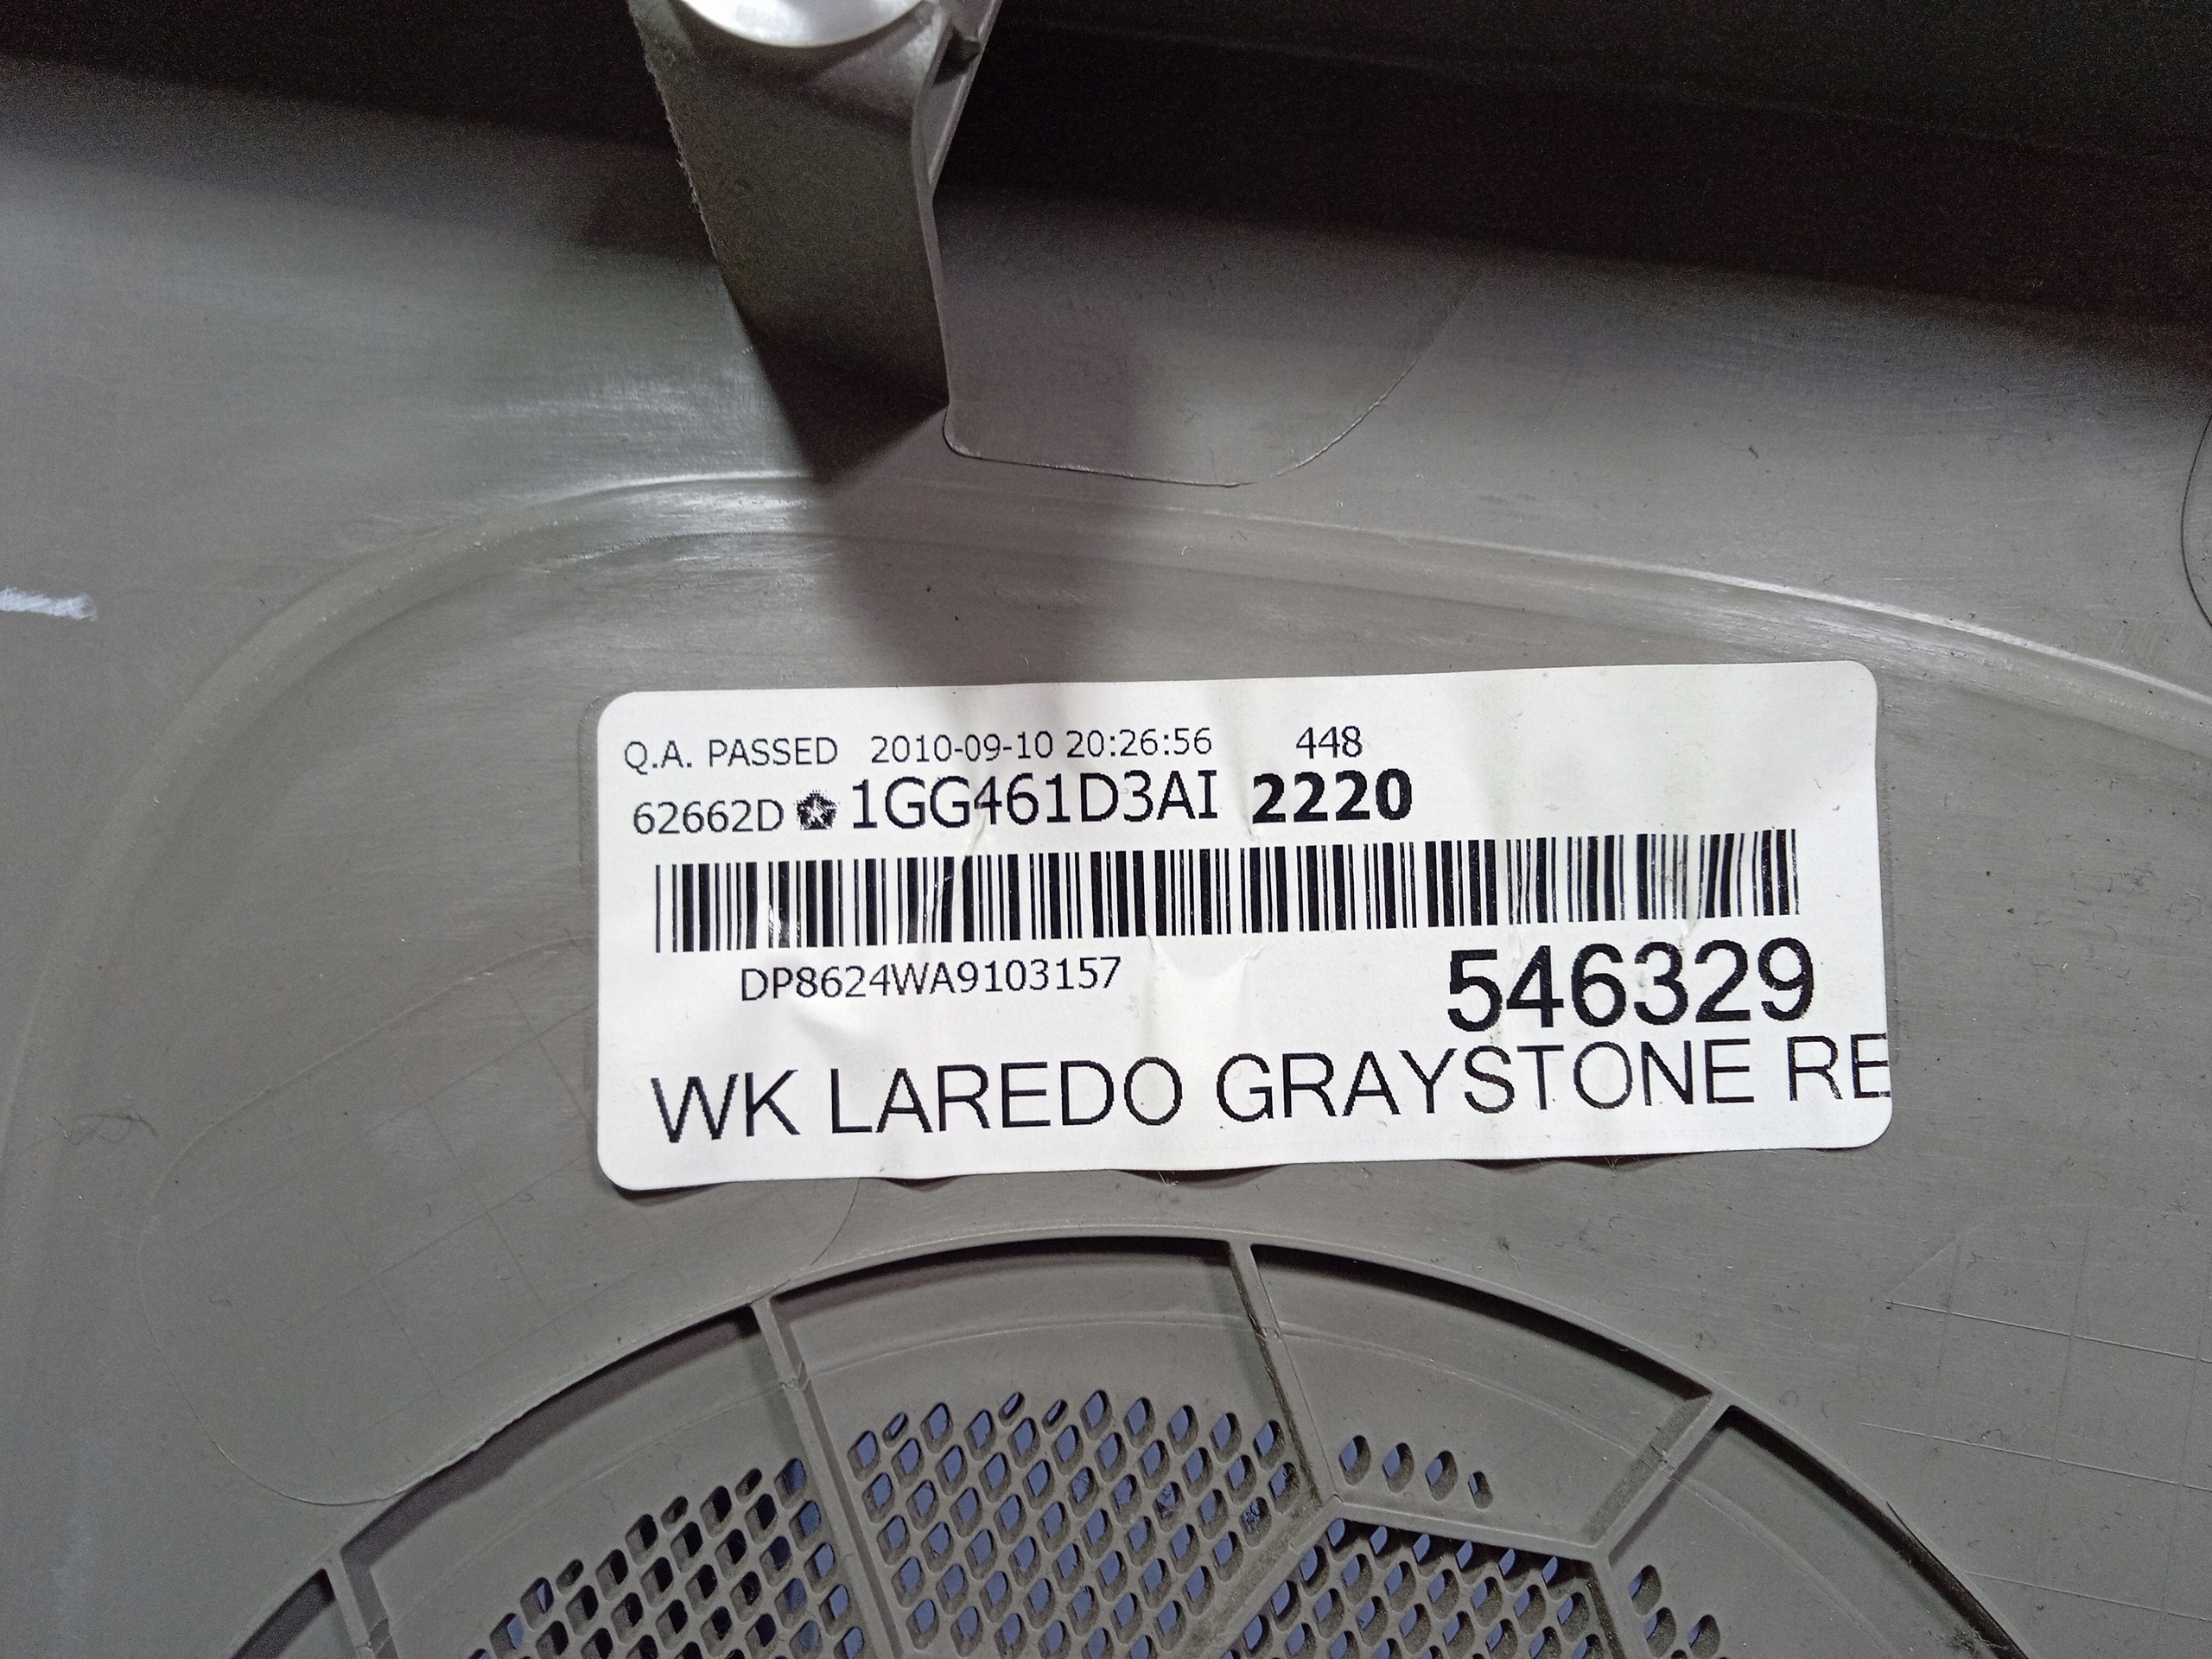 Q.A. PASSED 2010-09-10 20:26:56 448
62662D 1GG461D3AI 2220
DP8624WA9103157
546329
WK LAREDO GRAYSTONE RE